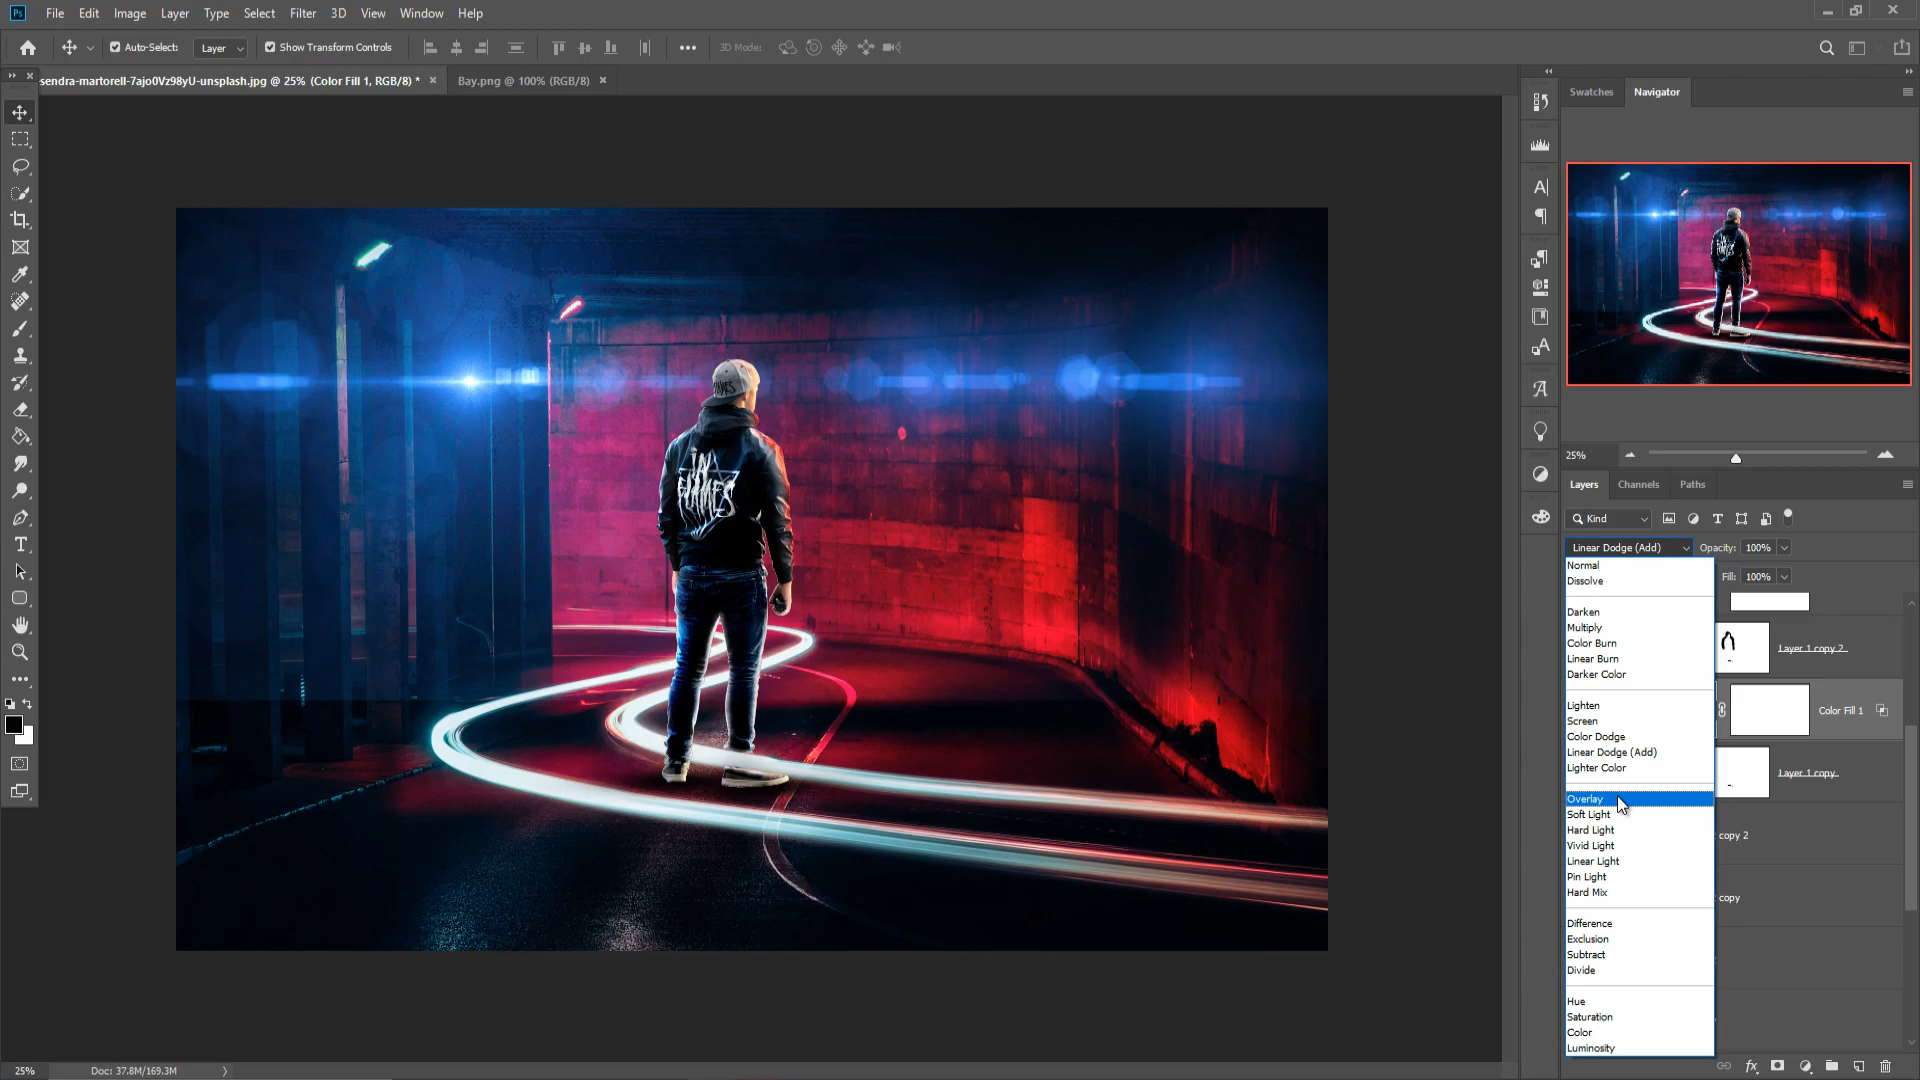 Ps File Edit Image Layer Type Select Filter 3D View Window Help
Auto-Select: Layer Show Transform Controls 3D Mode:
sendra-martorell-7ajo0Vz98yU-unsplash.jpg @ 25% (Color Fill 1, RGB/8) * Bay.png @ 100% (RGB/8)
Swatches Navigator
25%
Layers Channels Paths
Kind
Linear Dodge (Add) Opacity: 100%
Normal
Fill: 100%
Dissolve
Darken
Multiply
Color Burn
Layer 1 copy 2
Linear Burn
Darker Color
Lighten
Color Fill 1
Screen
Color Dodge
Linear Dodge (Add)
Lighter Color
Layer 1 copy
Overlay
Soft Light
Hard Light
copy 2
Vivid Light
Linear Light
Pin Light
Hard Mix
copy
Difference
Exclusion
Subtract
Divide
Hue
Saturation
Color
Luminosity
IN
FLAMES
25% Doc: 37.8M/169.3M